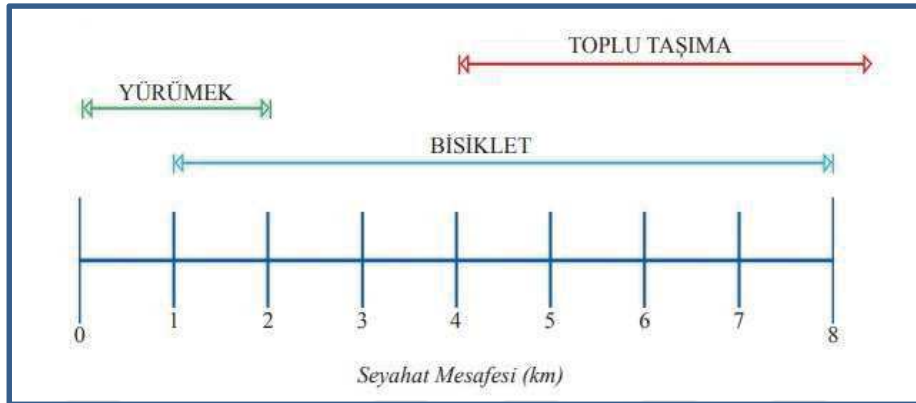 TOPLU TAŞIMA
YÜRÜMEK
BİSİKLET
0 1 2 3 4 5 6 7 8
Seyahat Mesafesi (km)